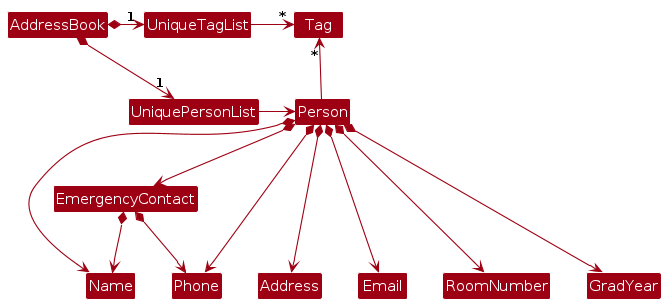 AddressBook 1 UniqueTagList * Tag
*
1
UniquePersonList Person
EmergencyContact
Name Phone Address Email RoomNumber GradYear